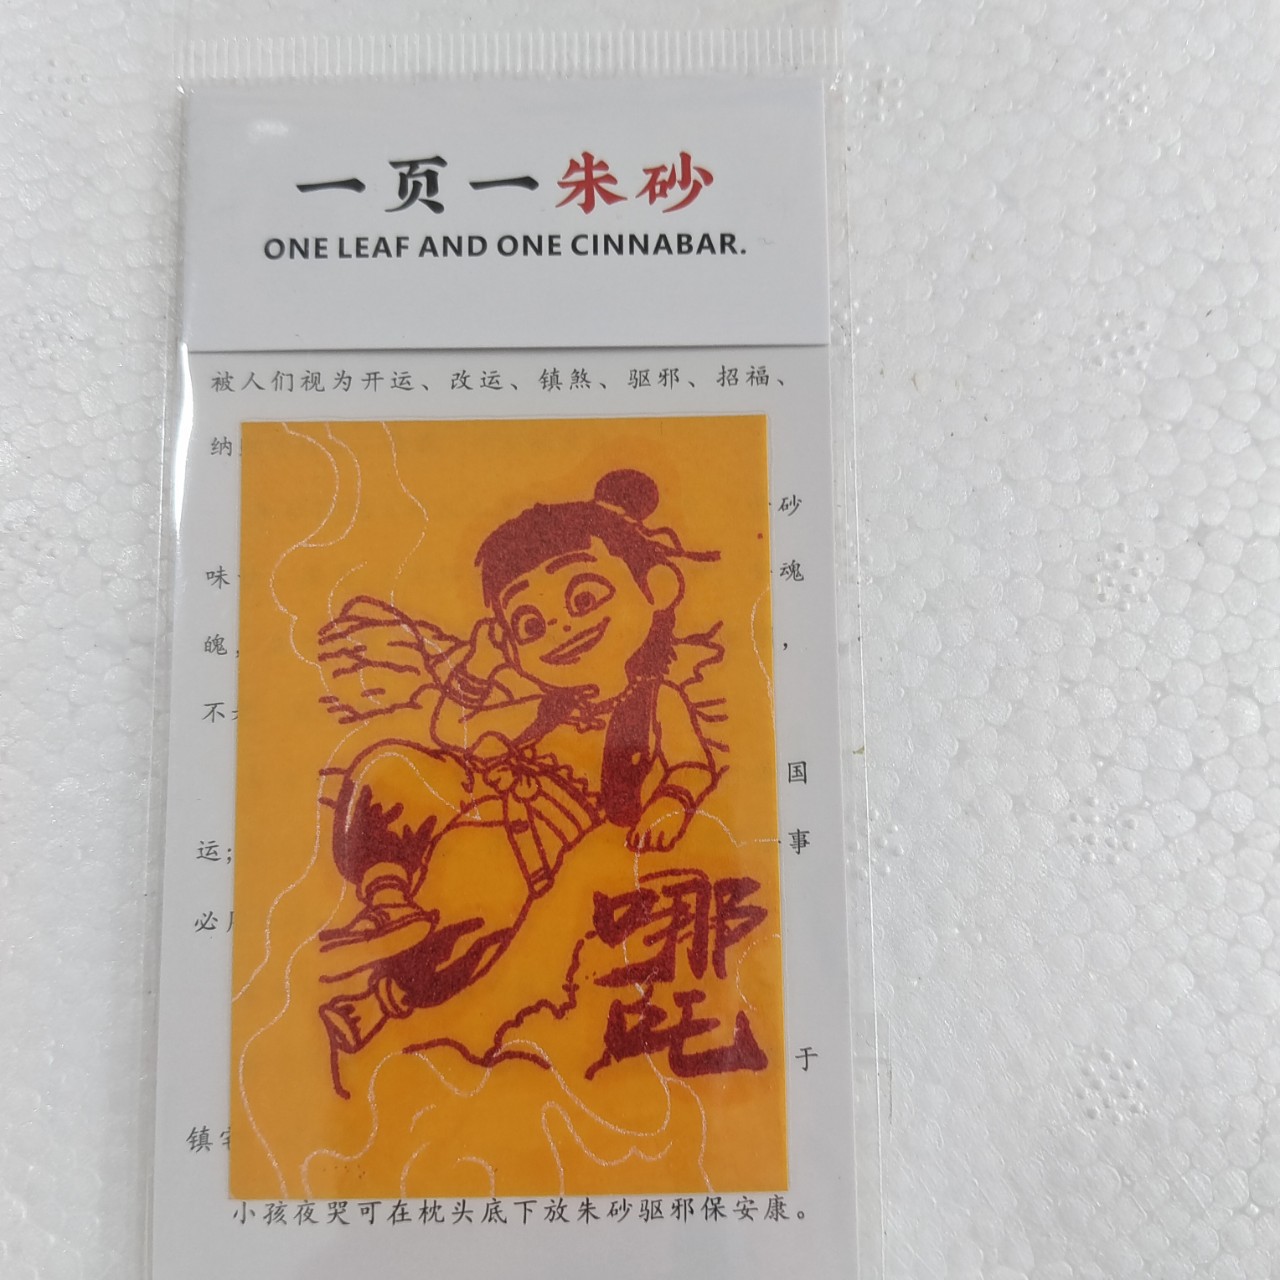 一页一朱砂
ONE LEAF AND ONE CINNABAR.
被人们视为开运、改运、镇煞、驱邪、招福、
纳
砂
味
魂
魄,
,
不
国
运;
事
必
哪
吒
于
镇
小孩夜哭可在枕头底下放朱砂驱邪保安康。